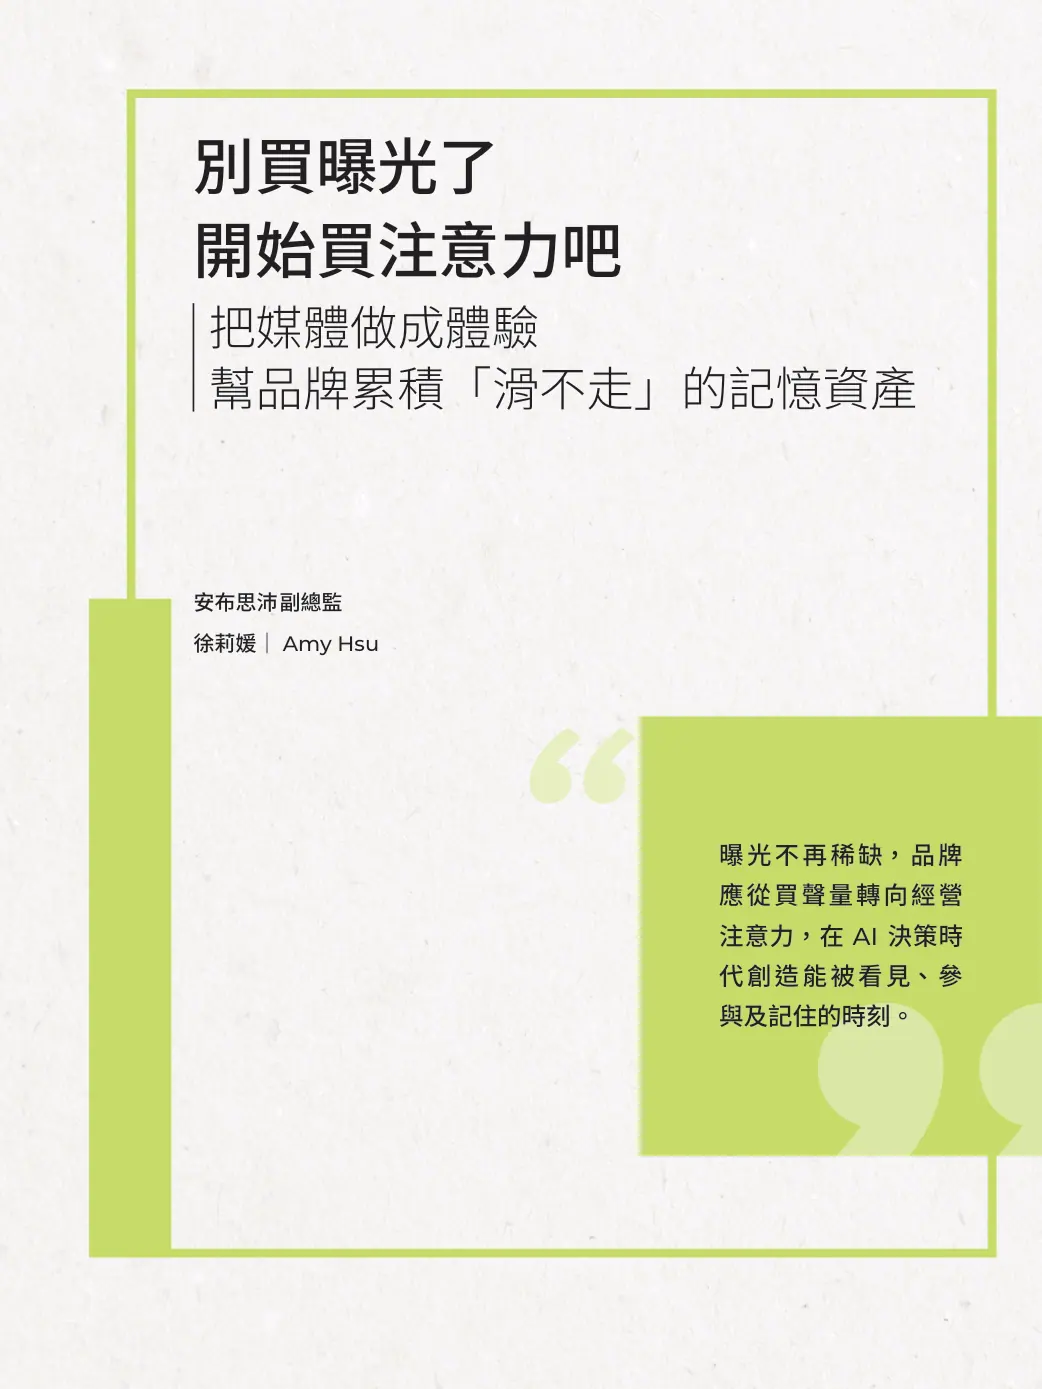 別買曝光了
開始買注意力吧
把媒體做成體驗
幫品牌累積「滑不走」的記憶資產
安布思沛副總監
徐莉媛｜ Amy Hsu
曝光不再稀缺，品牌
應從買聲量轉向經營
注意力，在 AI 決策時
代創造能被看見、參
與及記住的時刻。